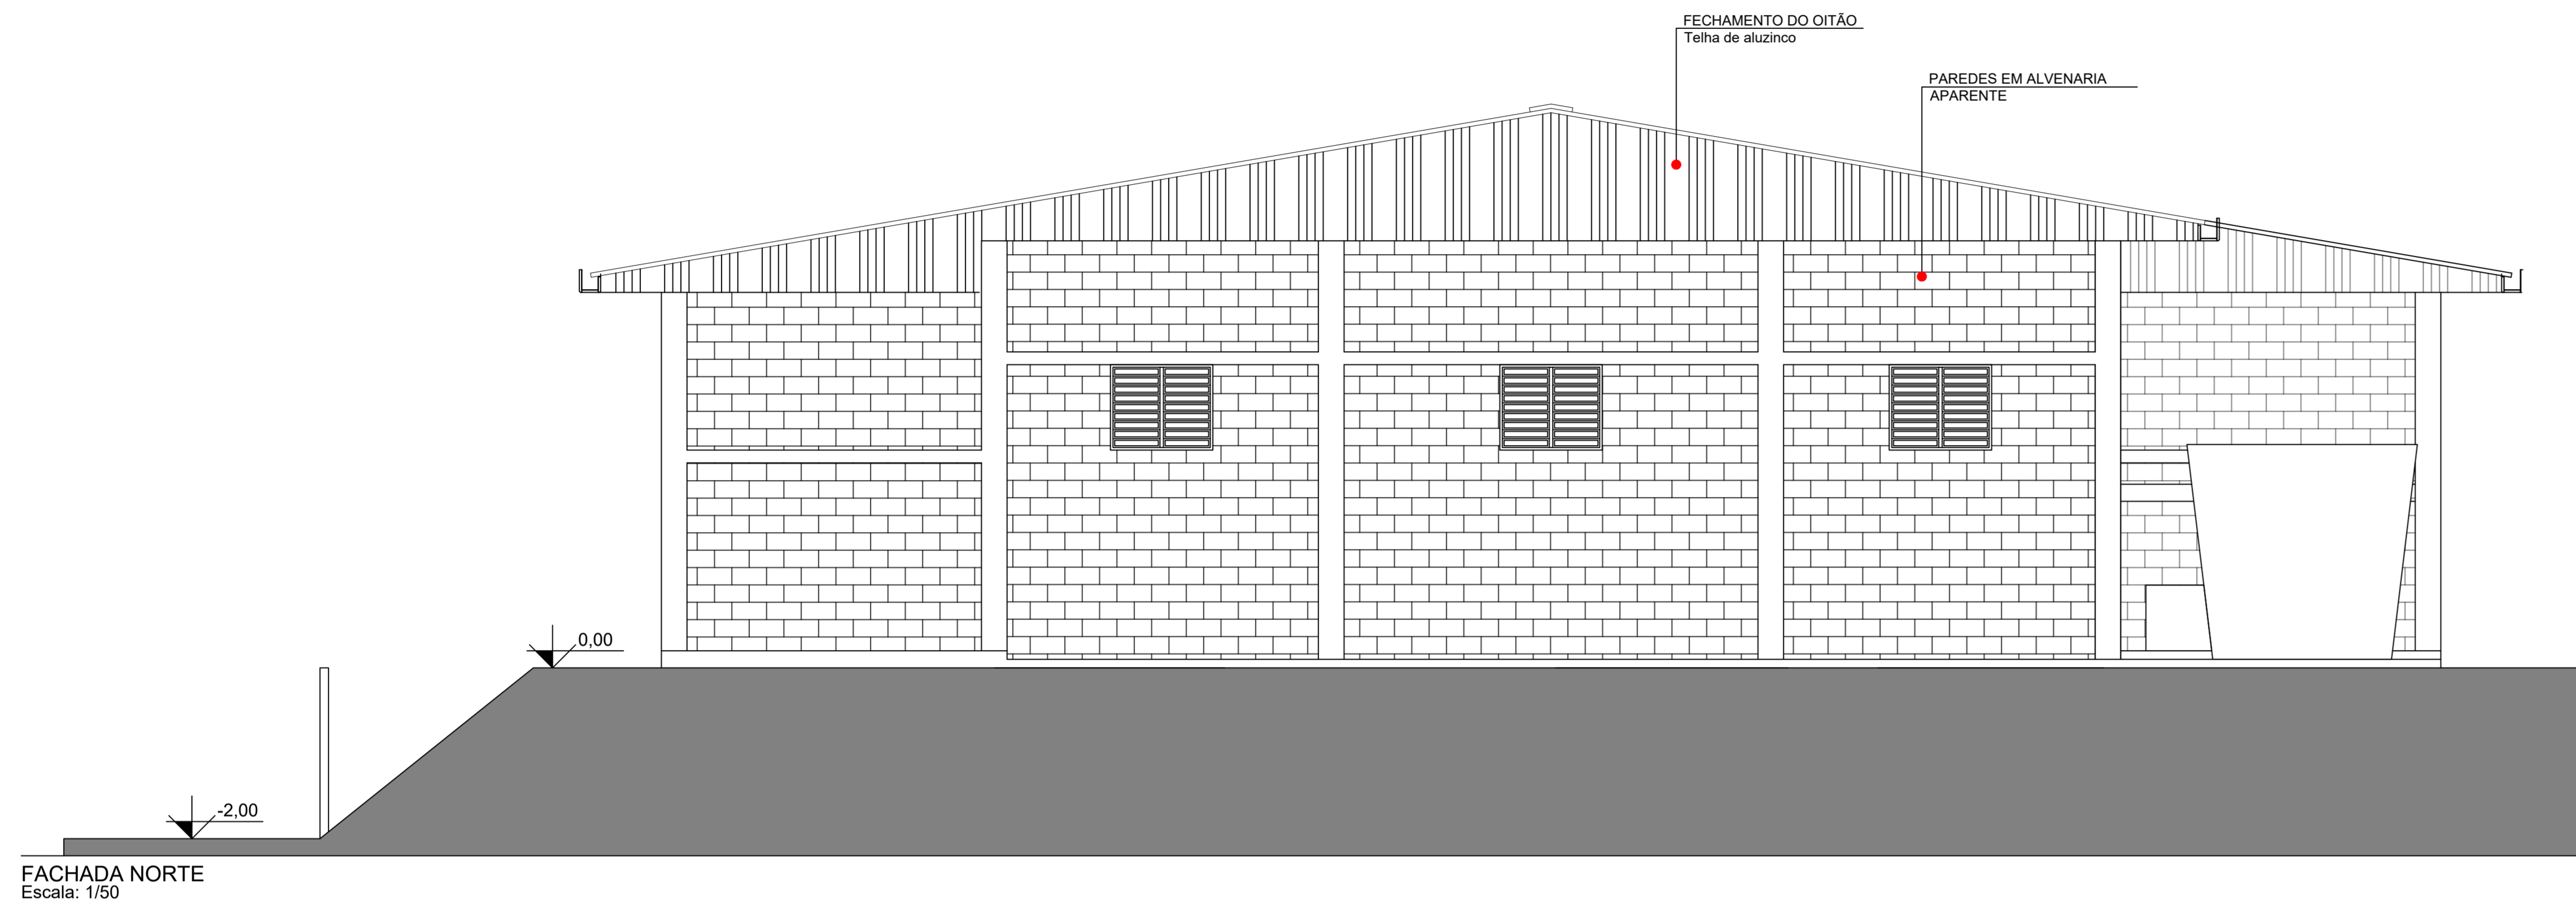 FECHAMENTO DO OITÃO
Telha de aluzinco
PAREDES EM ALVENARIA
APARENTE
0,00
-2,00
FACHADA NORTE
Escala: 1/50